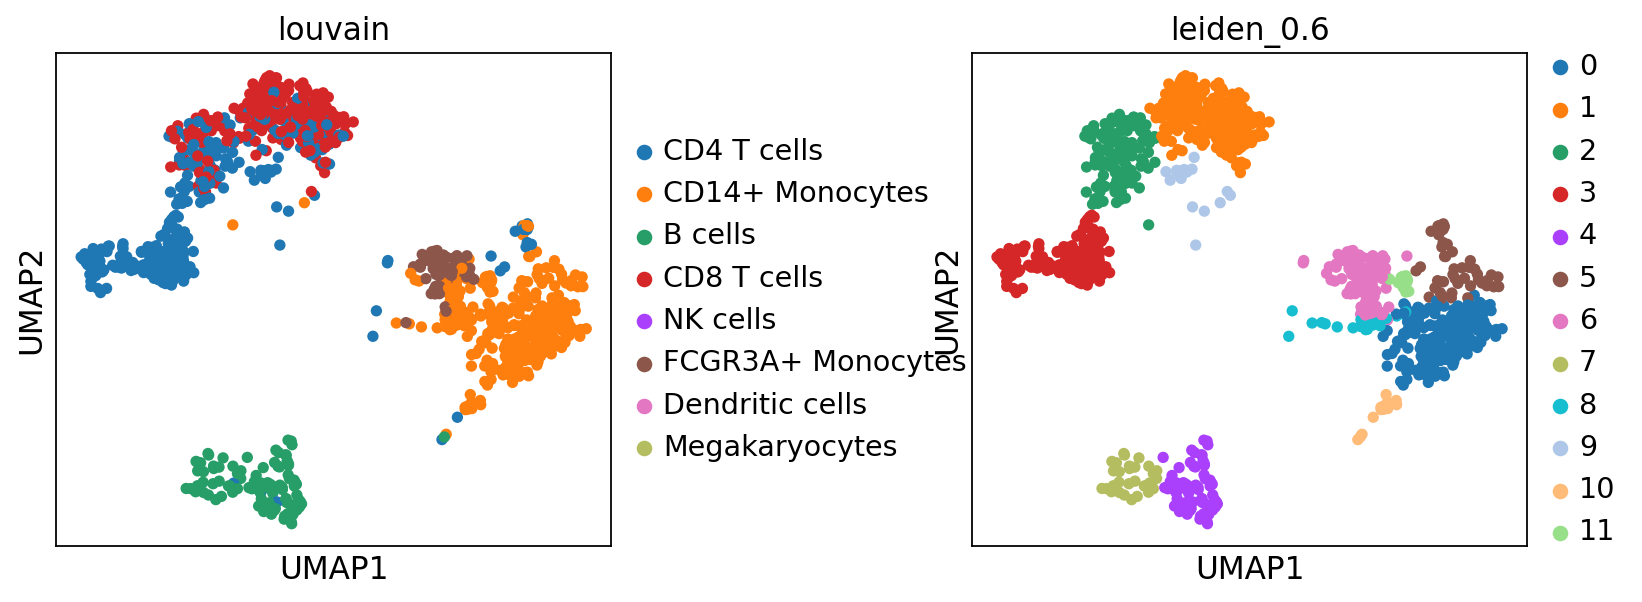 louvain
UMAP2
UMAP1
CD4 T cells
CD14+ Monocytes
B cells
CD8 T cells
NK cells
FCGR3A+ Monocytes
Dendritic cells
Megakaryocytes
leiden_0.6
UMAP2
UMAP1
0
1
2
3
4
5
6
7
8
9
10
11